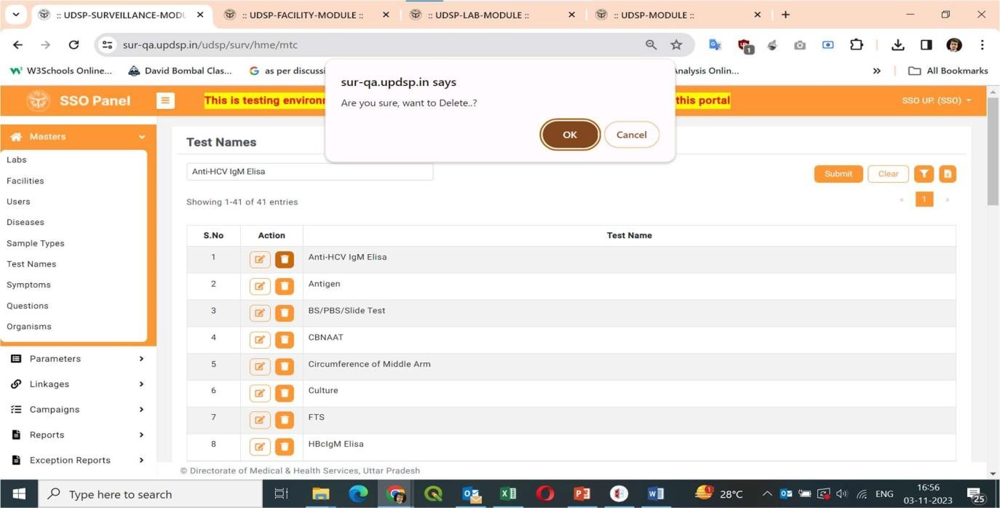 :: UDSP-SURVEILLANCE-MODU
:: UDSP-FACILITY-MODULE ::
:: UDSP-LAB-MODULE ::
:: UDSP-MODULE ::
sur-qa.updsp.in/udsp/surv/hme/mtc
1
W3Schools Online...
David Bombal Clas...
G as per discussi
Analysis Onlin...
»
All Bookmarks
sur-qa.updsp.in says
Are you sure, want to Delete..?
OK
Cancel
SSO Panel
This is testing environm
this portal
SSO UP. (SSO)
Masters
Labs
Facilities
Users
Diseases
Sample Types
Test Names
Symptoms
Questions
Organisms
Parameters
Linkages
Campaigns
Reports
Exception Reports
Test Names
Anti-HCV IgM Elisa
Submit
Clear
Showing 1-41 of 41 entries
« 1 »
S.No Action Test Name
1 Anti-HCV IgM Elisa
2 Antigen
3 BS/PBS/Slide Test
4 CBNAAT
5 Circumference of Middle Arm
6 Culture
7 FTS
8 HBcIgM Elisa
© Directorate of Medical & Health Services, Uttar Pradesh
Type here to search
1
28°C
ENG
16:56
03-11-2023
25